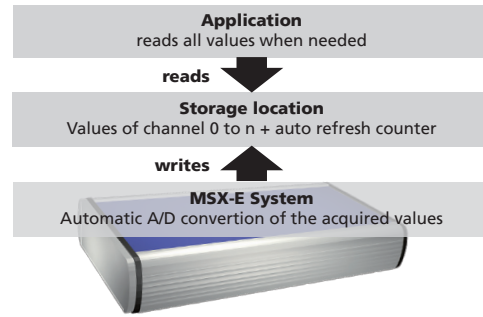 Application
reads all values when needed
reads
Storage location
Values of channel 0 to n + auto refresh counter
writes
MSX-E System
Automatic A/D convertion of the acquired values